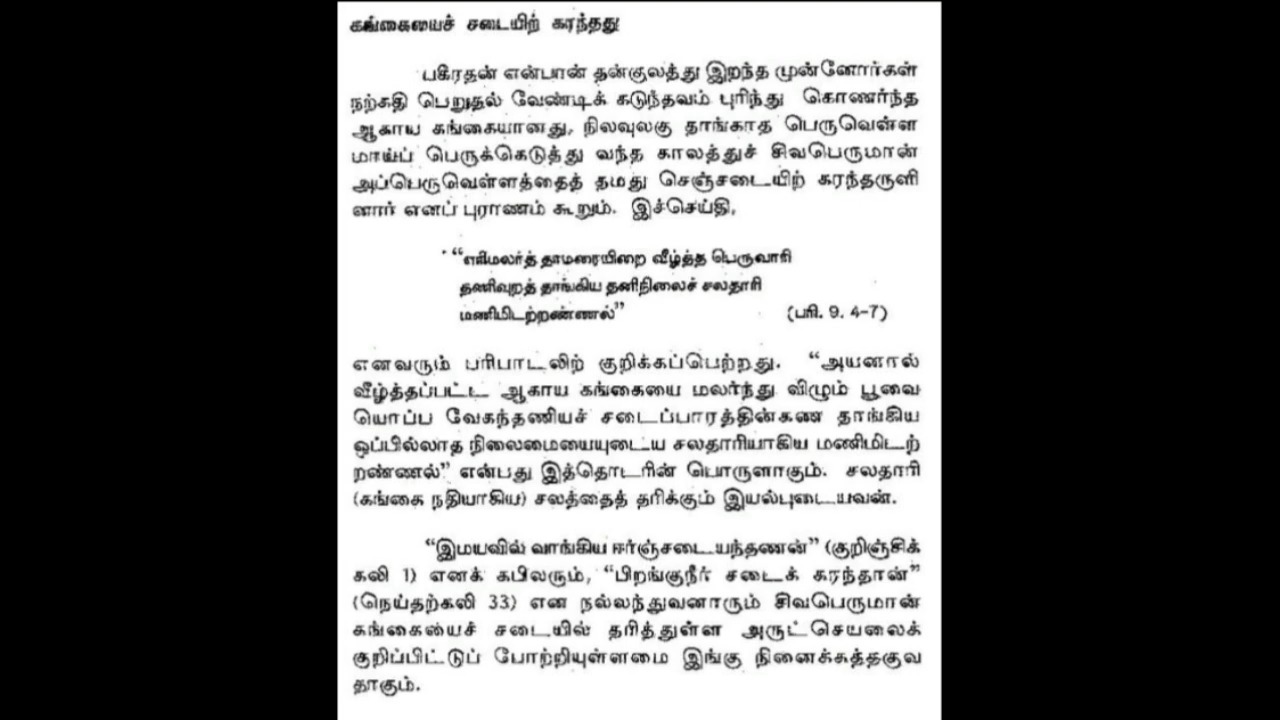 கங்கையைச் சடையிற் கரந்தது
பகீரதன் என்பான் தன்குலத்து இறந்த முன்னோர்கள்
நற்கதி பெறுதல் வேண்டிக் கடுந்தவம் புரிந்து கொணர்ந்த
ஆகாய கங்கையானது, நிலவுலகு தாங்காத பெருவெள்ள
மாய்ப் பெருக்கெடுத்து வந்த காலத்துச் சிவபெருமான்
அப்பெருவெள்ளத்தைத் தமது செஞ்சடையிற் கரந்தருளி
னார் எனப் புராணம் கூறும். இச்செய்தி,
“எரிமலர்த் தாமரையிறை வீழ்த்த பெருவாரி
தணிவுறத் தாங்கிய தனிநிலைச் சலதாரி
மணிமிடற்றண்ணல்” (பரி. 9. 4-7)
எனவரும் பரிபாடலிற் குறிக்கப்பெற்றது. “அயனால்
வீழ்த்தப்பட்ட ஆகாய கங்கையை மலர்ந்து விழும் பூவை
யொப்ப வேகந்தணியச் சடைப்பாரத்தின்கண தாங்கிய
ஒப்பில்லாத நிலைமையையுடைய சலதாரியாகிய மணிமிடற்
றண்ணல்” என்பது இத்தொடரின் பொருளாகும். சலதாரி
(கங்கை நதியாகிய) சலத்தைத் தரிக்கும் இயல்புடையவன்.
“இமயவில் வாங்கிய ஈர்ஞ்சடையந்தணன்” (குறிஞ்சிக்
கலி 1) எனக் கபிலரும், “பிறங்குநீர் சடைக் கரந்தான்”
(நெய்தற்கலி 33) என நல்லந்துவனாரும் சிவபெருமான்
கங்கையைச் சடையில் தரித்துள்ள அருட்செயலைக்
குறிப்பிட்டுப் போற்றியுள்ளமை இங்கு நினைக்கத்தகுவ
தாகும்.